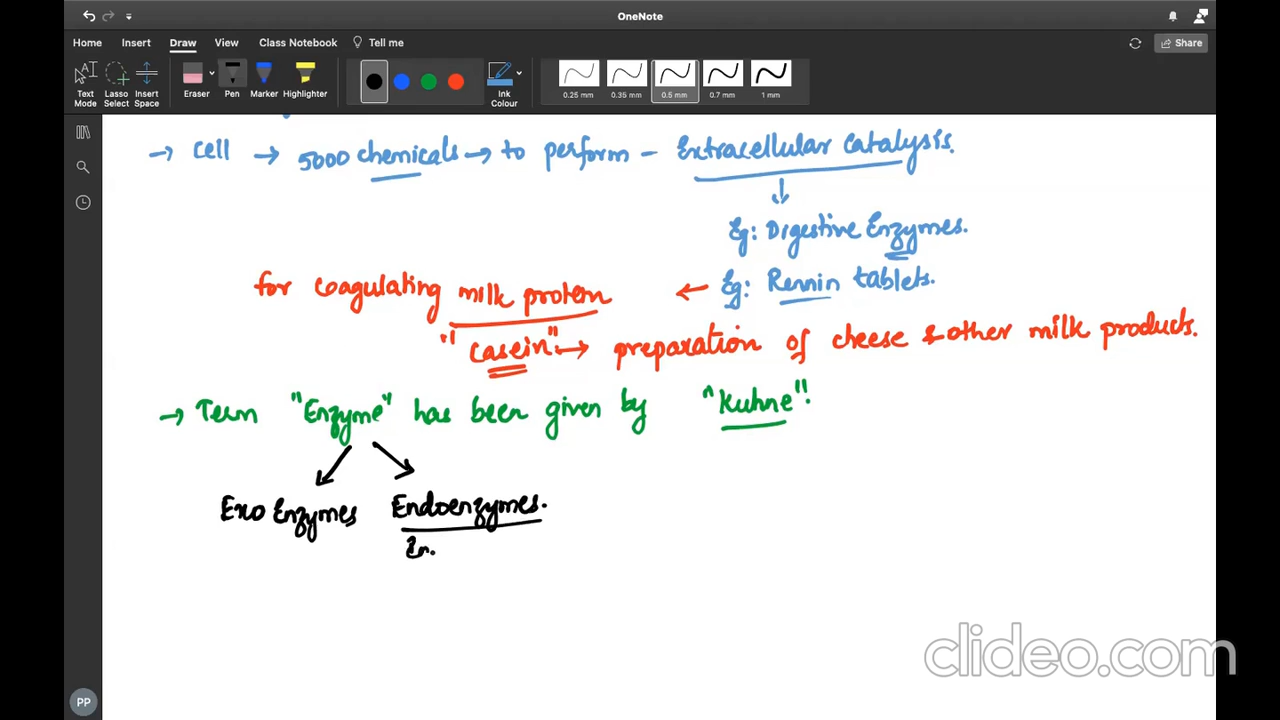 OneNote
Home Insert Draw View Class Notebook Tell me Share
Text Mode Lasso Select Insert Space Eraser Pen Marker Highlighter Ink Colour 0.25 mm 0.35 mm 0.5 mm 0.7 mm 1 mm
→ cell → 5000 chemicals → to perform - Extracellular catalysis.
↓
Eg: Digestive Enzymes.
for coagulating milk protein ← Eg: Rennin tablets.
"casein" → preparation of cheese & other milk products.
→ Term "Enzyme" has been given by "Kuhne".
Exo Enzymes Endoenzymes.
En.
PP
clideo.com